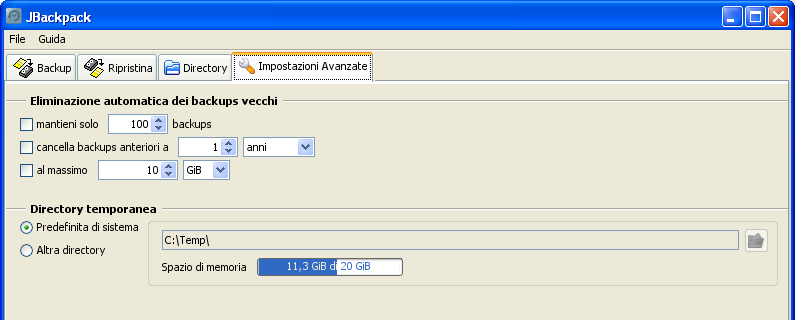 JBackpack
File Guida
Backup Ripristina Directory Impostazioni Avanzate
Eliminazione automatica dei backups vecchi
mantieni solo 100 backups
cancella backups anteriori a 1 anni
al massimo 10 GiB
Directory temporanea
Predefinita di sistema
C:\Temp\
Altra directory
Spazio di memoria 11,3 GiB di 20 GiB